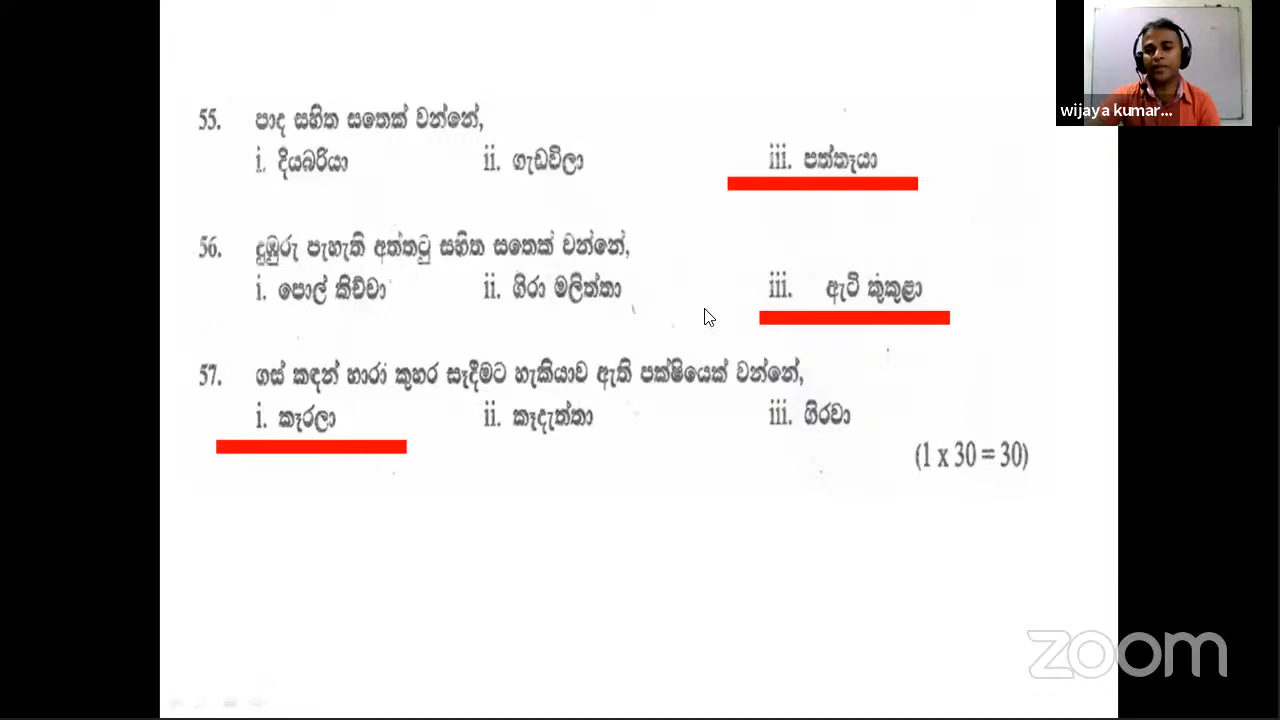 wijaya kumar...
55. පාද සහිත සතෙක් වන්නේ,
i. දියබරියා ii. ගැඩවිලා iii. පත්තෑයා
56. දුඹුරු පැහැති අත්තටු සහිත සතෙක් වන්නේ,
i. පොල් කිච්චා ii. ගිරා මලිත්තා iii. ඇටි කුකුළා
57. ගස් කඳන් හාරා කුහර සෑදීමට හැකියාව ඇති පක්ෂියෙක් වන්නේ,
i. කෑරලා ii. කෑදැත්තා iii. ගිරවා
(1 x 30 = 30)
zoom